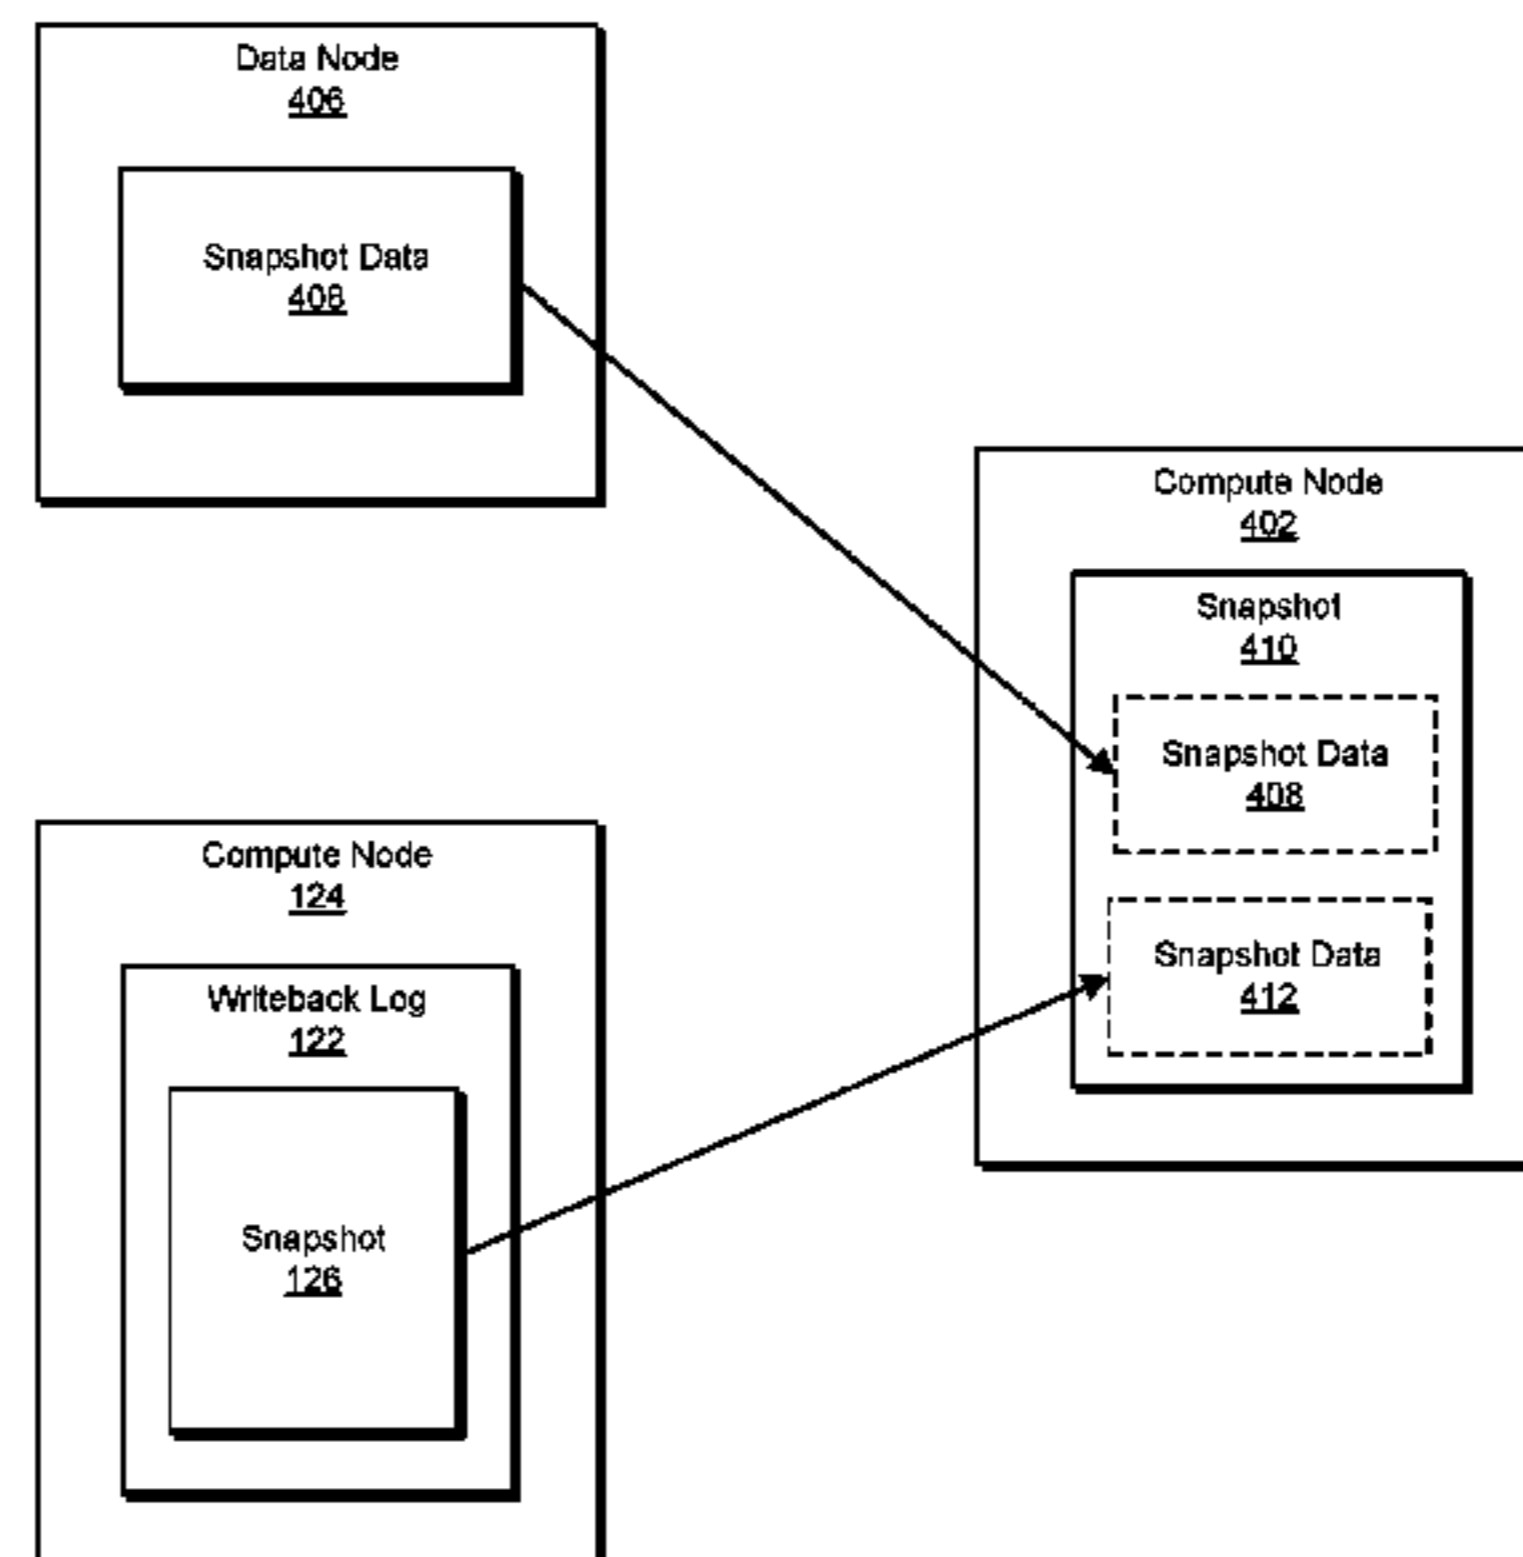 Data Node
406
Snapshot Data
408
Compute Node
402
Snapshot
410
Snapshot Data
408
Snapshot Data
412
Compute Node
124
Writeback Log
122
Snapshot
126